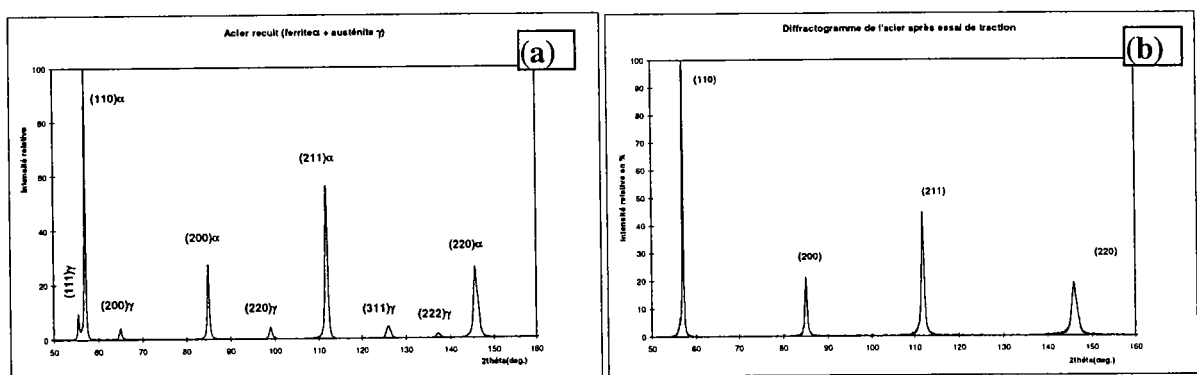 Acier recuit (ferriteα + austénite γ)
(a)
Intensité relative
100
80
60
40
20
0
(111)γ
(110)α
(200)γ
(200)α
(220)γ
(211)α
(311)γ
(222)γ
(220)α
50 60 70 80 90 100 110 120 130 140 150 160
2théta(deg.)
Diffractogramme de l'acier après essai de traction
(b)
Intensité relative en %
100
90
80
70
60
50
40
30
20
10
0
(110)
(200)
(211)
(220)
50 60 70 80 90 100 110 120 130 140 150 160
2théta(deg.)